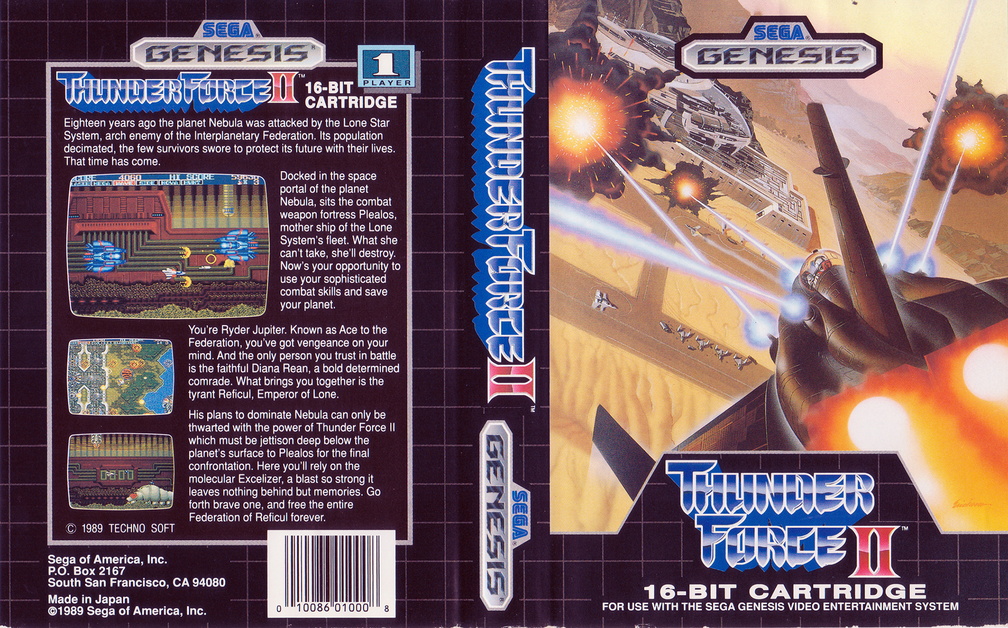 SEGA
GENESIS
1
PLAYER
THUNDER FORCE II™
16-BIT
CARTRIDGE
Eighteen years ago the planet Nebula was attacked by the Lone Star
System, arch enemy of the Interplanetary Federation. Its population
decimated, the few survivors swore to protect its future with their lives.
That time has come.
SCORE 4060 HI SCORE
Docked in the space
portal of the planet
Nebula, sits the combat
weapon fortress Plealos,
mother ship of the Lone
System's fleet. What she
can't take, she'll destroy.
Now's your opportunity to
use your sophisticated
combat skills and save
your planet.
You're Ryder Jupiter. Known as Ace to the
Federation, you've got vengeance on your
mind. And the only person you trust in battle
is the faithful Diana Rean, a bold determined
comrade. What brings you together is the
tyrant Reficul, Emperor of Lone.
His plans to dominate Nebula can only be
thwarted with the power of Thunder Force II
which must be jettison deep below the
planet's surface to Plealos for the final
confrontation. Here you'll rely on the
molecular Excelizer, a blast so strong it
leaves nothing behind but memories. Go
forth brave one, and free the entire
Federation of Reficul forever.
© 1989 TECHNO SOFT
Sega of America, Inc.
P.O. Box 2167
South San Francisco, CA 94080
Made in Japan
©1989 Sega of America, Inc.
0 10086 01000 8
THUNDER FORCE II™
SEGA
GENESIS
SEGA
GENESIS
THUNDER
FORCE II™
16-BIT CARTRIDGE
FOR USE WITH THE SEGA GENESIS VIDEO ENTERTAINMENT SYSTEM